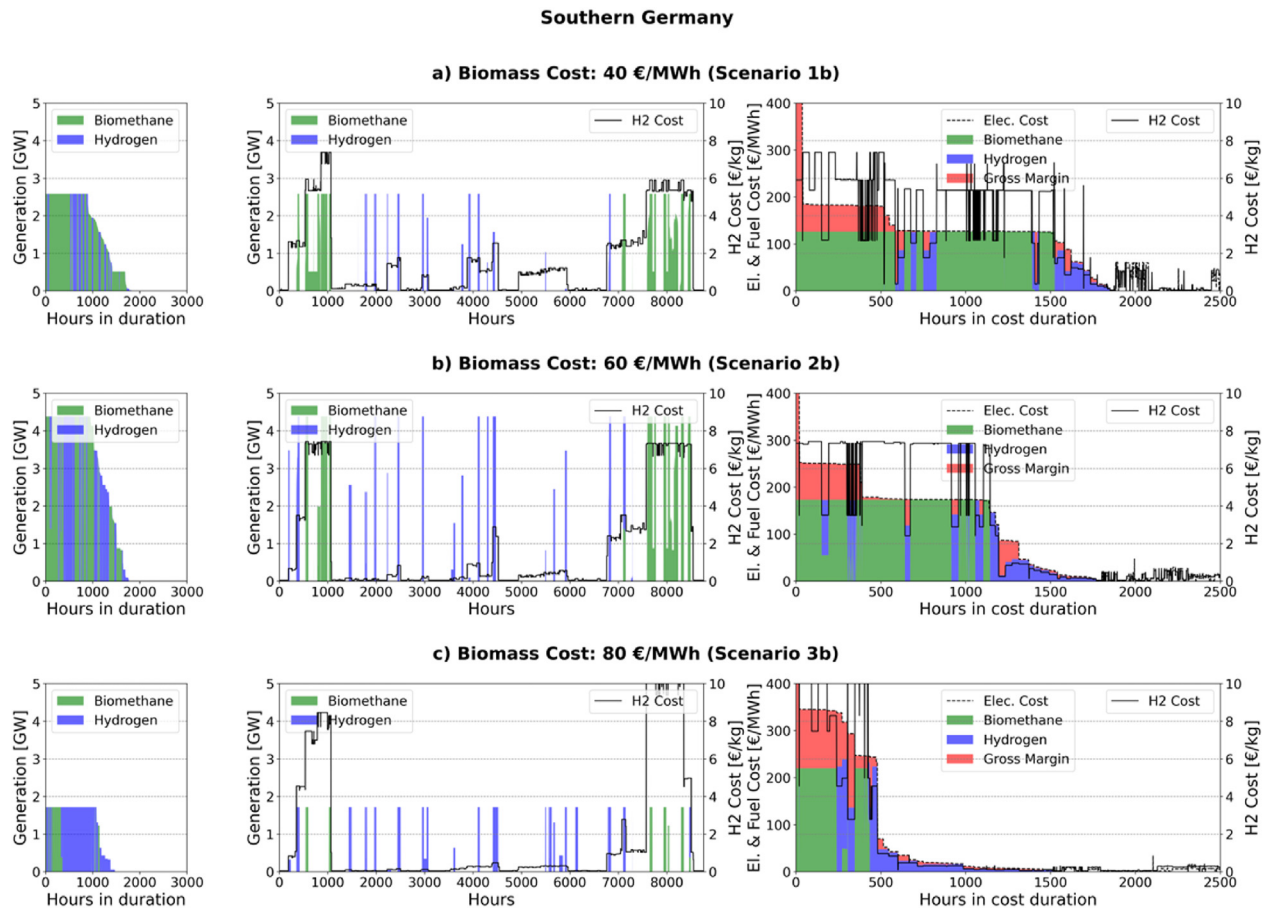 Southern Germany
a) Biomass Cost: 40 €/MWh (Scenario 1b)
5
4
3
2
1
0
Generation [GW]
Biomethane
Hydrogen
0 1000 2000 3000
Hours in duration
5
4
3
2
1
0
Generation [GW]
Biomethane
Hydrogen
H2 Cost
10
8
6
4
2
0
H2 Cost [€/kg]
0 1000 2000 3000 4000 5000 6000 7000 8000
Hours
400
300
200
100
0
El. & Fuel Cost [€/MWh]
Elec. Cost
Biomethane
Hydrogen
Gross Margin
H2 Cost
10
8
6
4
2
0
H2 Cost [€/kg]
0 500 1000 1500 2000 2500
Hours in cost duration
b) Biomass Cost: 60 €/MWh (Scenario 2b)
5
4
3
2
1
0
Generation [GW]
Biomethane
Hydrogen
0 1000 2000 3000
Hours in duration
5
4
3
2
1
0
Generation [GW]
Biomethane
Hydrogen
H2 Cost
10
8
6
4
2
0
H2 Cost [€/kg]
0 1000 2000 3000 4000 5000 6000 7000 8000
Hours
400
300
200
100
0
El. & Fuel Cost [€/MWh]
Elec. Cost
Biomethane
Hydrogen
Gross Margin
H2 Cost
10
8
6
4
2
0
H2 Cost [€/kg]
0 500 1000 1500 2000 2500
Hours in cost duration
c) Biomass Cost: 80 €/MWh (Scenario 3b)
5
4
3
2
1
0
Generation [GW]
Biomethane
Hydrogen
0 1000 2000 3000
Hours in duration
5
4
3
2
1
0
Generation [GW]
Biomethane
Hydrogen
H2 Cost
10
8
6
4
2
0
H2 Cost [€/kg]
0 1000 2000 3000 4000 5000 6000 7000 8000
Hours
400
300
200
100
0
El. & Fuel Cost [€/MWh]
Elec. Cost
Biomethane
Hydrogen
Gross Margin
H2 Cost
10
8
6
4
2
0
H2 Cost [€/kg]
0 500 1000 1500 2000 2500
Hours in cost duration